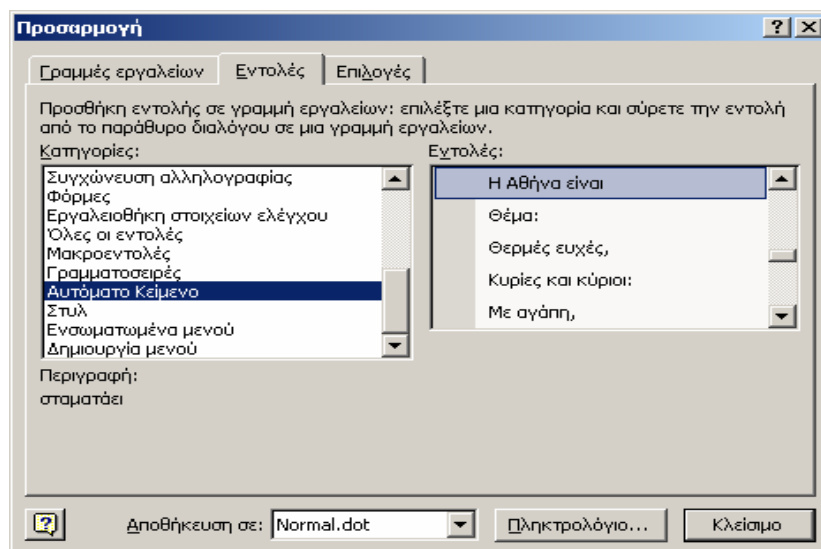 Προσαρμογή
Γραμμές εργαλείων Εντολές Επιλογές
Προσθήκη εντολής σε γραμμή εργαλείων: επιλέξτε μια κατηγορία και σύρετε την εντολή
από το παράθυρο διαλόγου σε μια γραμμή εργαλείων.
Κατηγορίες:
Συγχώνευση αλληλογραφίας
Φόρμες
Εργαλειοθήκη στοιχείων ελέγχου
Όλες οι εντολές
Μακροεντολές
Γραμματοσειρές
Αυτόματο Κείμενο
Στυλ
Ενσωματωμένα μενού
Δημιουργία μενού
Εντολές:
Η Αθήνα είναι
Θέμα:
Θερμές ευχές,
Κυρίες και κύριοι:
Με αγάπη,
Περιγραφή:
σταματάει
Αποθήκευση σε: Normal.dot Πληκτρολόγιο... Κλείσιμο